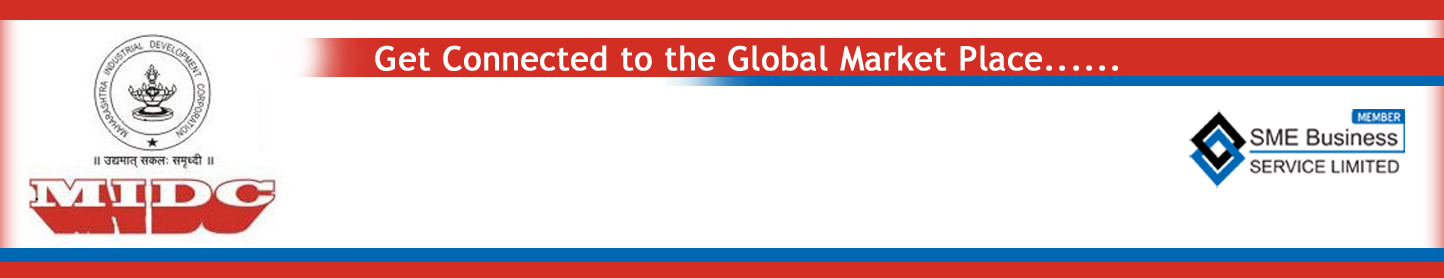 Get Connected to the Global Market Place......
MAHARASHTRA INDUSTRIAL DEVELOPMENT CORPORATION
॥ उद्यमात् सकलः समृध्दी ॥
MIDC
MEMBER
SME Business
SERVICE LIMITED